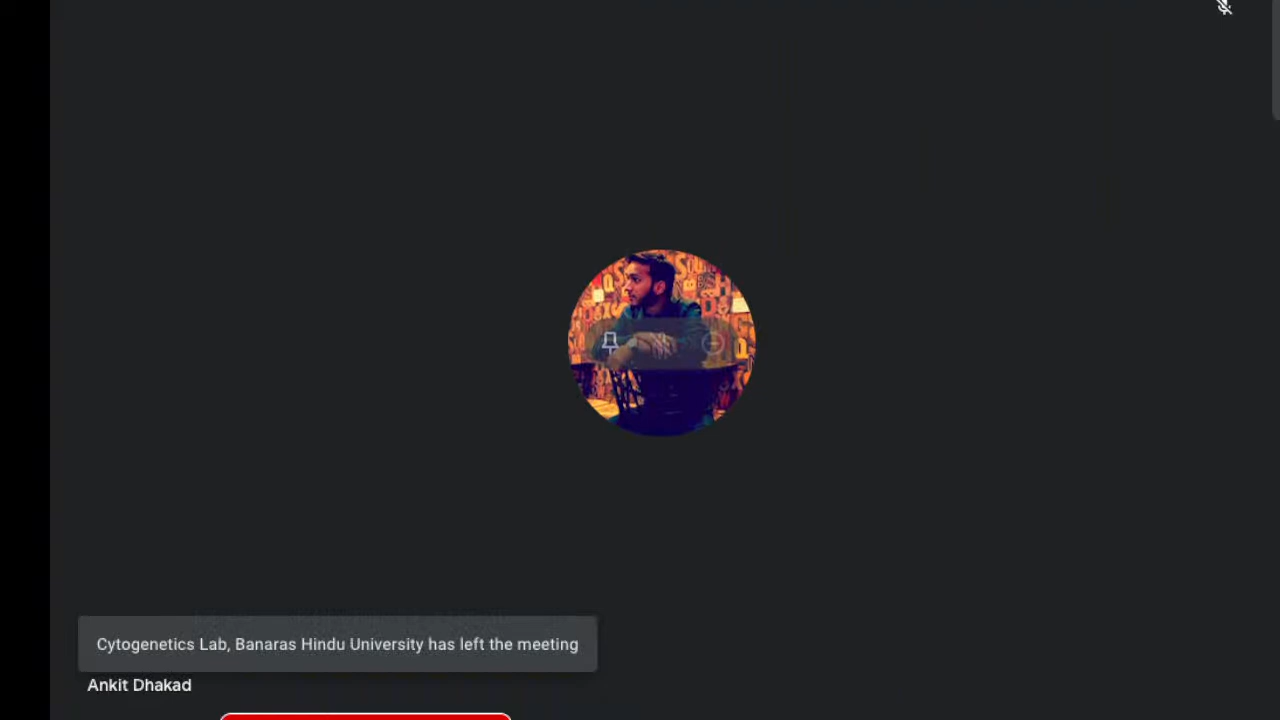 Cytogenetics Lab, Banaras Hindu University has left the meeting
Ankit Dhakad